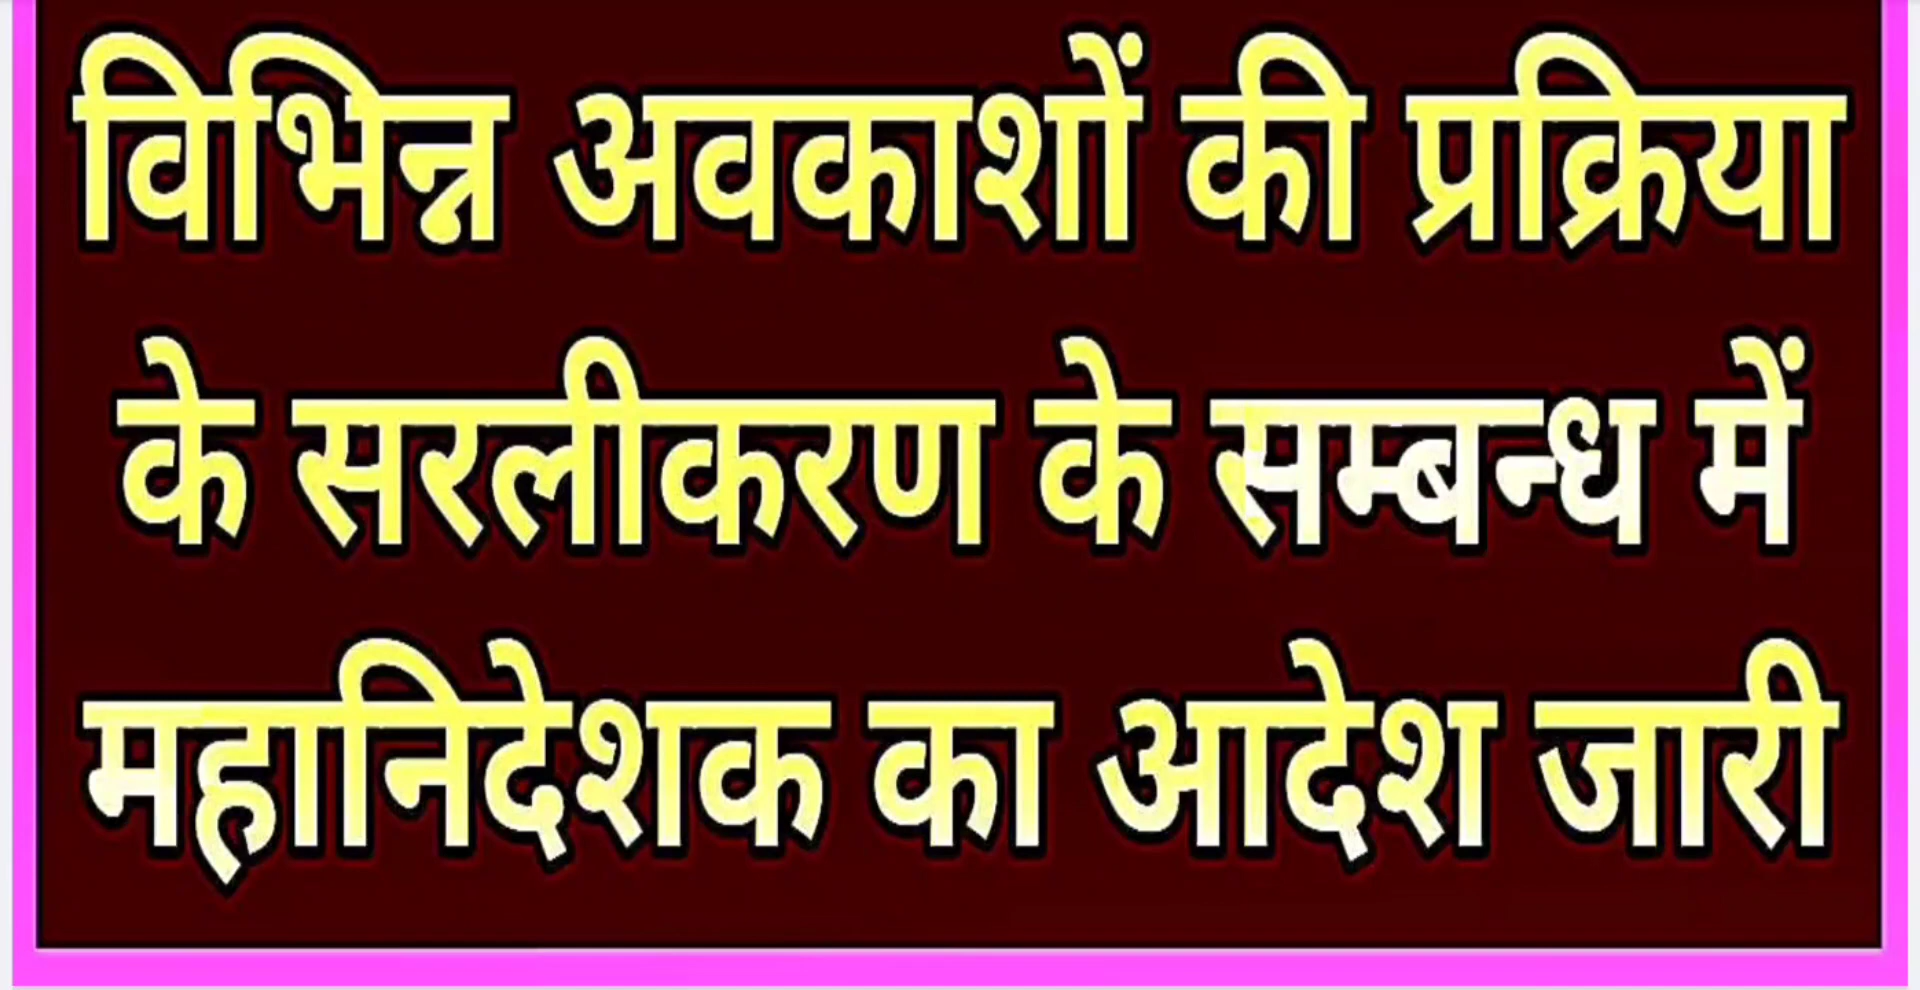 विभिन्न अवकाशों की प्रक्रिया
के सरलीकरण के सम्बन्ध में
महानिदेशक का आदेश जारी